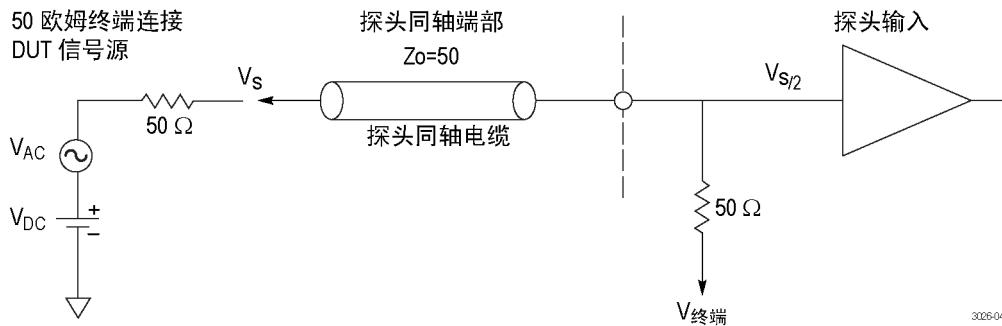 50 欧姆终端连接
DUT 信号源
探头同轴端部
Zo=50
探头输入
VS
VS/2
50 Ω
探头同轴电缆
VAC
VDC
+
−
50 Ω
V终端
3026-04